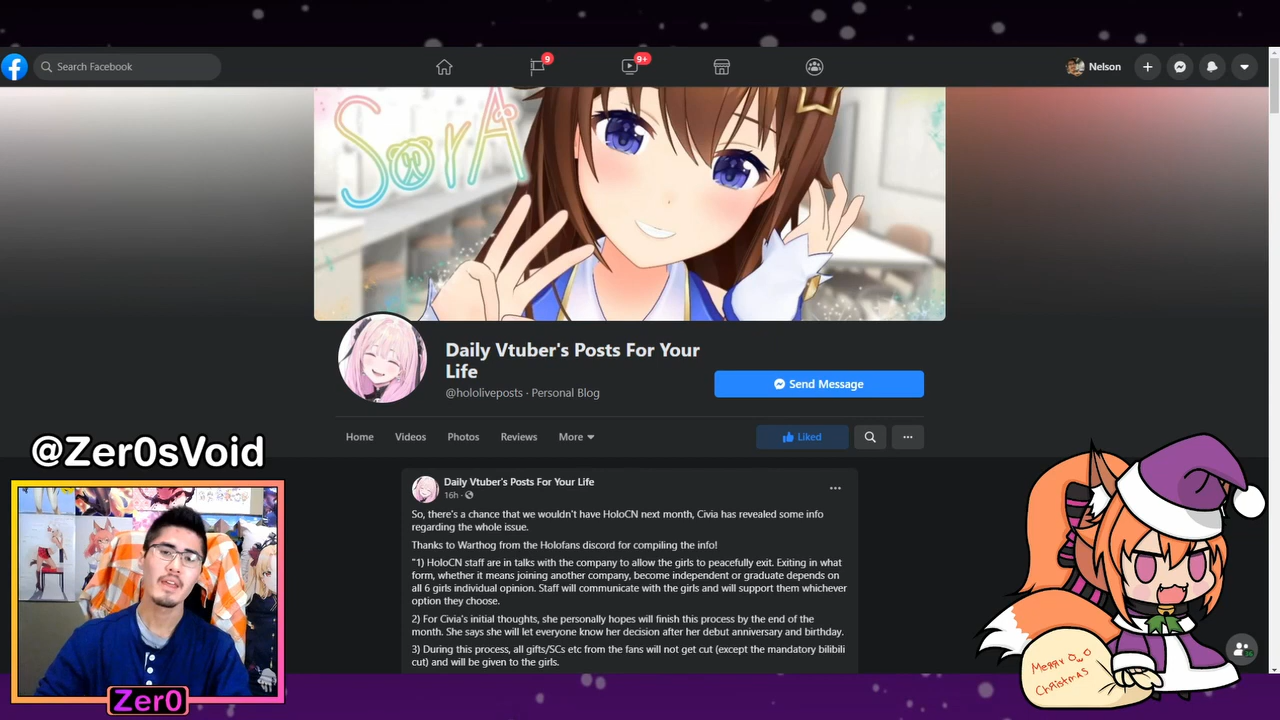 Search Facebook
9
9+
Nelson
SorA
Daily Vtuber's Posts For Your
Life
@hololiveposts · Personal Blog
Send Message
Home
Videos
Photos
Reviews
More
Liked
Daily Vtuber's Posts For Your Life
16h ·
So, there's a chance that we wouldn't have HoloCN next month, Civia has revealed some info
regarding the whole issue.
Thanks to Warthog from the Holofans discord for compiling the info!
"1) HoloCN staff are in talks with the company to allow the girls to peacefully exit. Exiting in what
form, whether it means joining another company, become independent or graduate depends on
all 6 girls individual opinion. Staff will communicate with the girls and will support them whichever
option they choose.
2) For Civia's initial thoughts, she personally hopes will finish this process by the end of the
month. She says she will let everyone know her decision after her debut anniversary and birthday.
3) During this process, all gifts/SCs etc from the fans will not get cut (except the mandatory bilibili
cut) and will be given to the girls.
@Zer0sVoid
Zer0
Merry OwO
Christmas